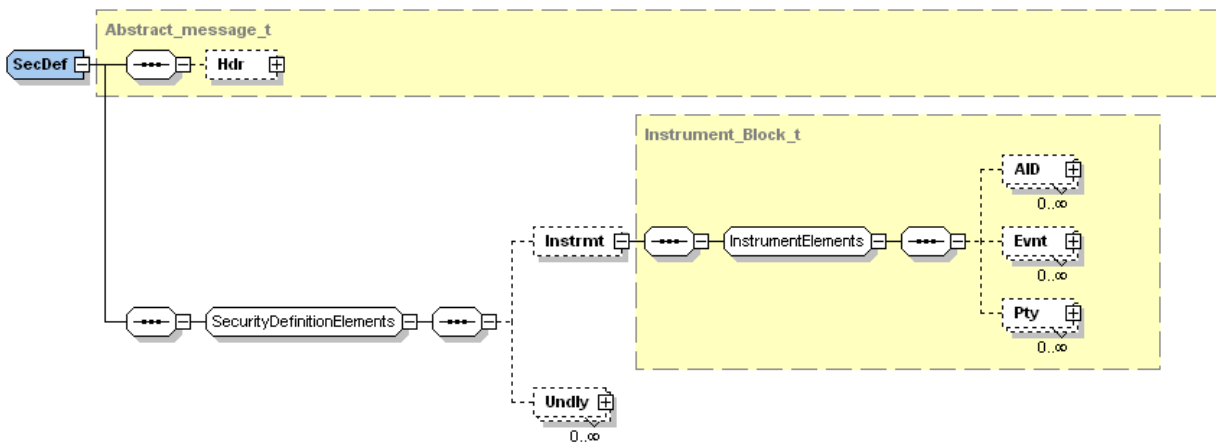 Abstract_message_t
SecDef
Hdr
Instrument_Block_t
AID
0..∞
Instrmt
InstrumentElements
Evnt
0..∞
Pty
0..∞
SecurityDefinitionElements
Undly
0..∞